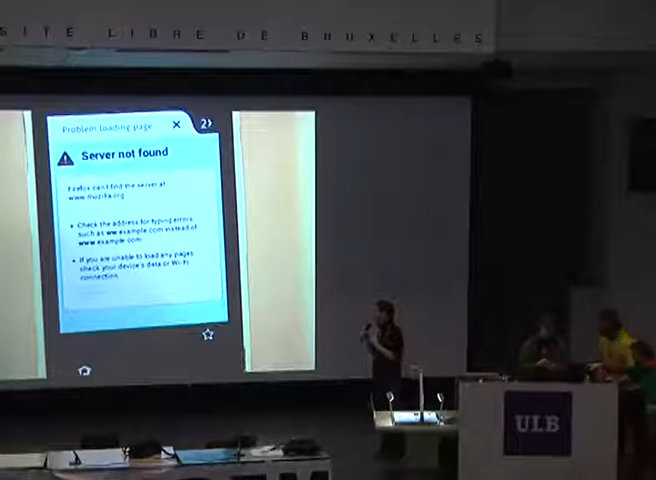 SITÉ LIBRE DE BRUXELLES
Problem loading page × 2
Server not found
Firefox can't find the server at
www.mozilla.org.
• Check the address for typing errors
such as ww.example.com instead of
www.example.com
• If you are unable to load any pages
check your device's data or Wi-Fi
connection.
ULB